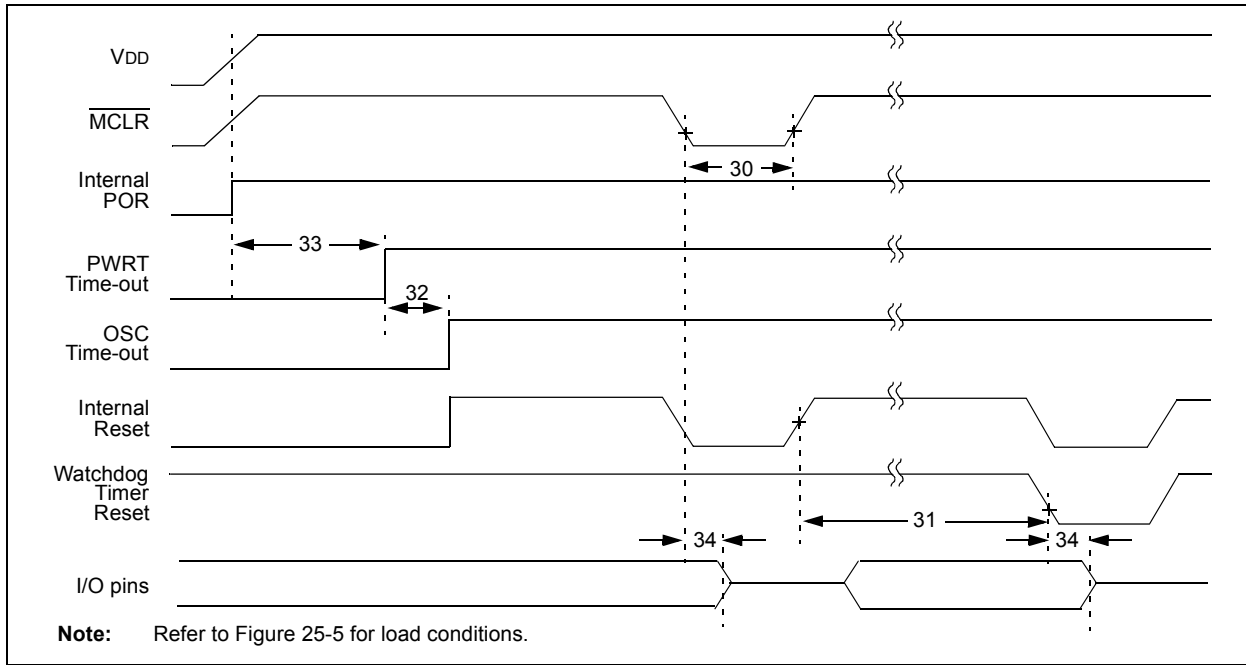 VDD
MCLR
30
Internal
POR
33
PWRT
Time-out
32
OSC
Time-out
Internal
Reset
Watchdog
Timer
Reset
31
34
34
I/O pins
Note: Refer to Figure 25-5 for load conditions.